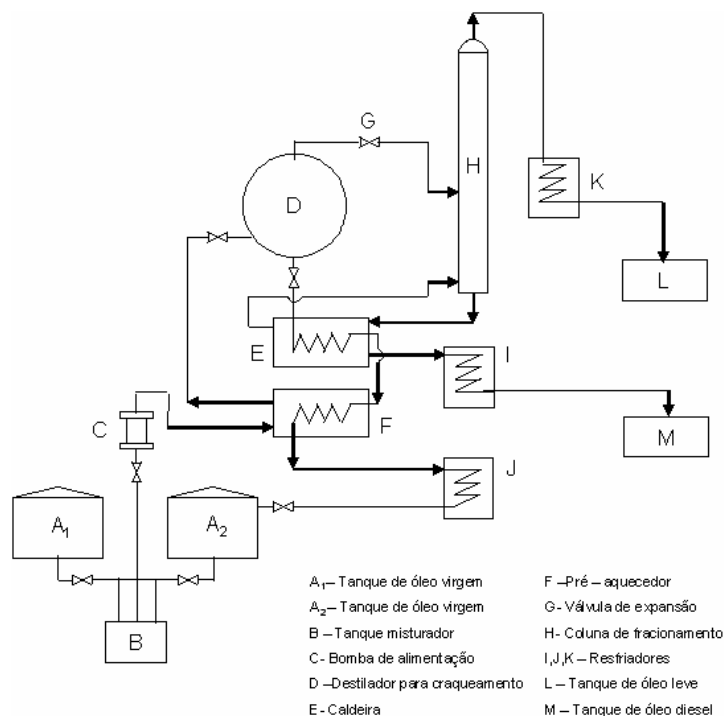 G
H
D
K
L
E
I
C
F
M
J
A1
A2
B
A1– Tanque de óleo virgem
A2– Tanque de óleo virgem
B –Tanque misturador
C- Bomba de alimentação
D –Destilador para craqueamento
E- Caldeira
F –Pré – aquecedor
G- Válvula de expansão
H- Coluna de fracionamento
I,J,K – Resfriadores
L – Tanque de óleo leve
M – Tanque de óleo diesel